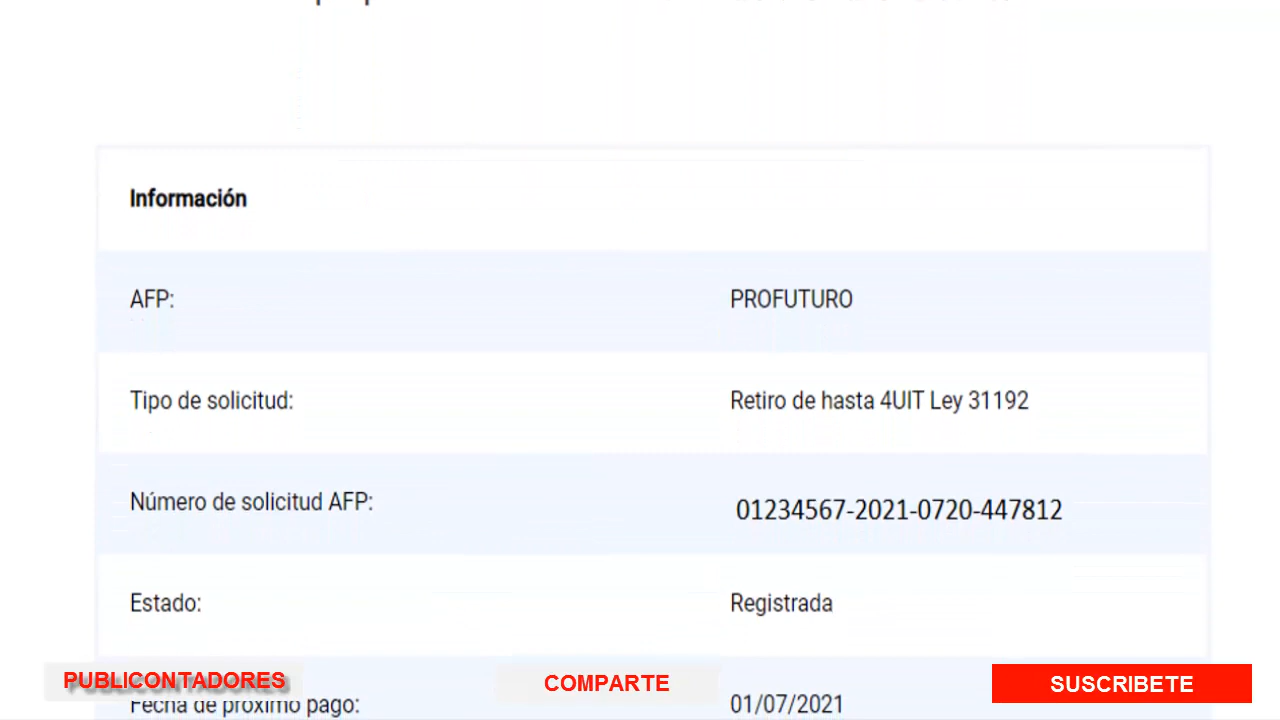 Información
AFP: PROFUTURO
Tipo de solicitud: Retiro de hasta 4UIT Ley 31192
Número de solicitud AFP: 01234567-2021-0720-447812
Estado: Registrada
Fecha de próximo pago: 01/07/2021
PUBLICONTADORES COMPARTE SUSCRIBETE